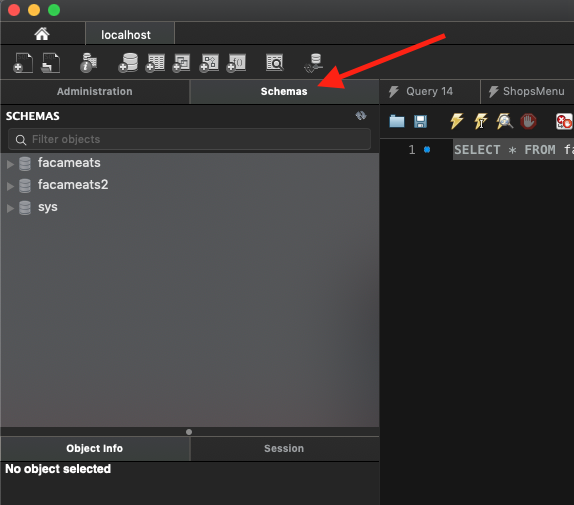 localhost
Administration
Schemas
Query 14
ShopsMenu
SCHEMAS
Filter objects
1
SELECT * FROM fa
facameats
facameats2
sys
Object Info
Session
No object selected